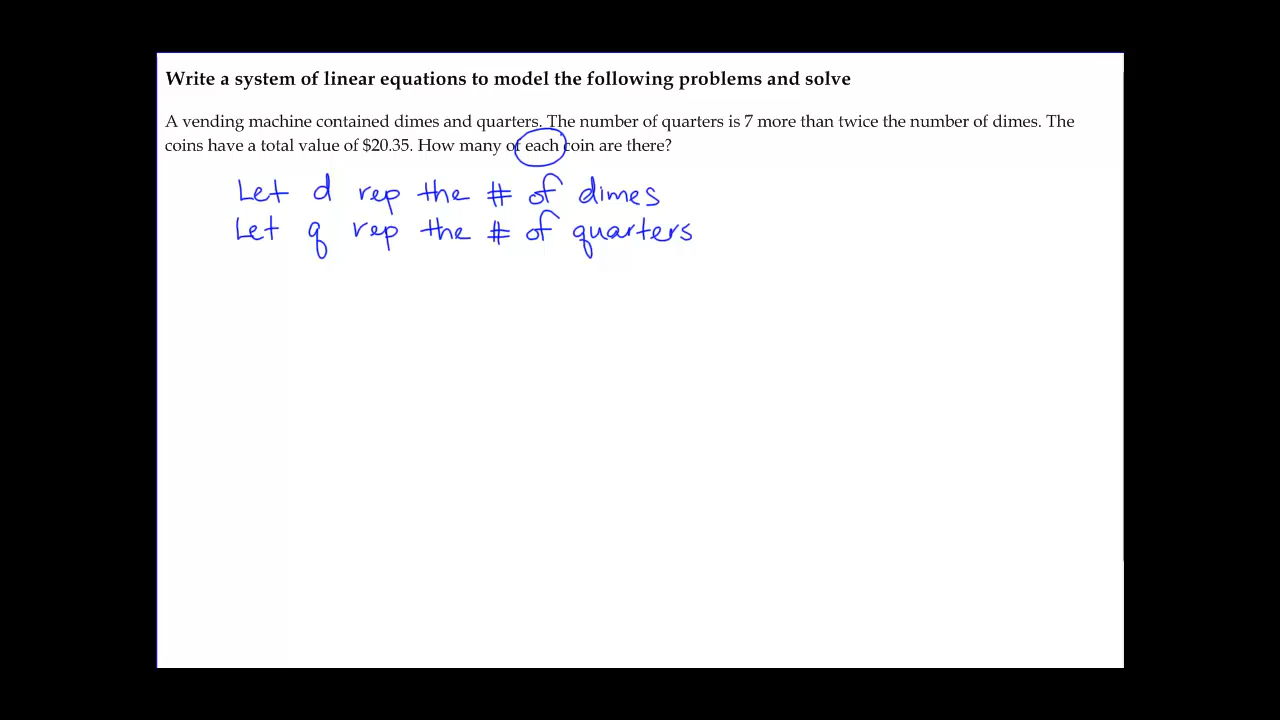 Write a system of linear equations to model the following problems and solve
A vending machine contained dimes and quarters. The number of quarters is 7 more than twice the number of dimes. The
coins have a total value of $20.35. How many of each coin are there?
Let d rep the # of dimes
Let q rep the # of quarters